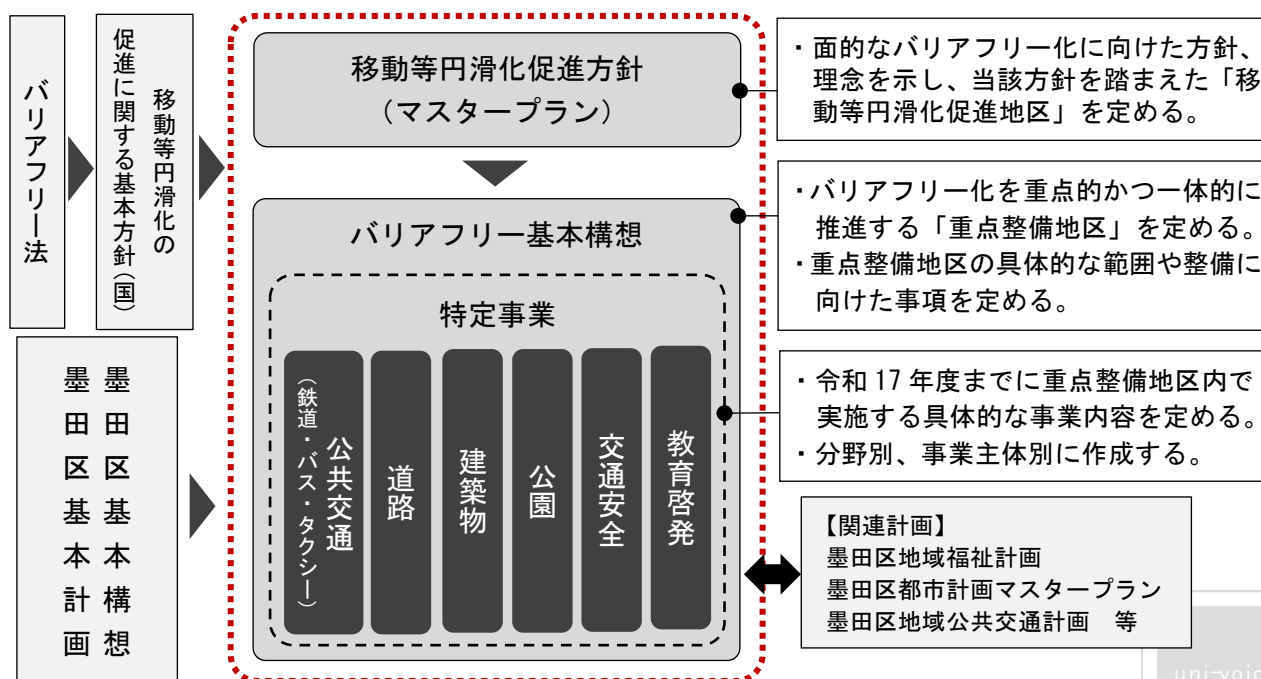 バリアフリー法
移動等円滑化の
促進に関する基本方針(国)
墨田区基本構想
墨田区基本計画
移動等円滑化促進方針
(マスタープラン)
バリアフリー基本構想
特定事業
公共交通
(鉄道・バス・タクシー)
道路
建築物
公園
交通安全
教育啓発
・面的なバリアフリー化に向けた方針、
理念を示し、当該方針を踏まえた「移
動等円滑化促進地区」を定める。
・バリアフリー化を重点的かつ一体的に
推進する「重点整備地区」を定める。
・重点整備地区の具体的な範囲や整備に
向けた事項を定める。
・令和17年度までに重点整備地区内で
実施する具体的な事業内容を定める。
・分野別、事業主体別に作成する。
【関連計画】
墨田区地域福祉計画
墨田区都市計画マスタープラン
墨田区地域公共交通計画 等